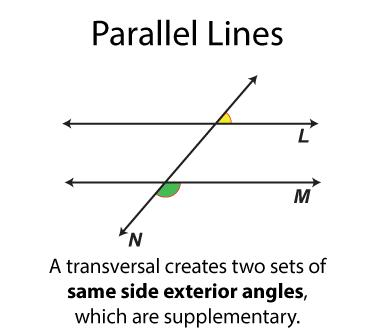 Parallel Lines
L
M
N
A transversal creates two sets of
same side exterior angles,
which are supplementary.